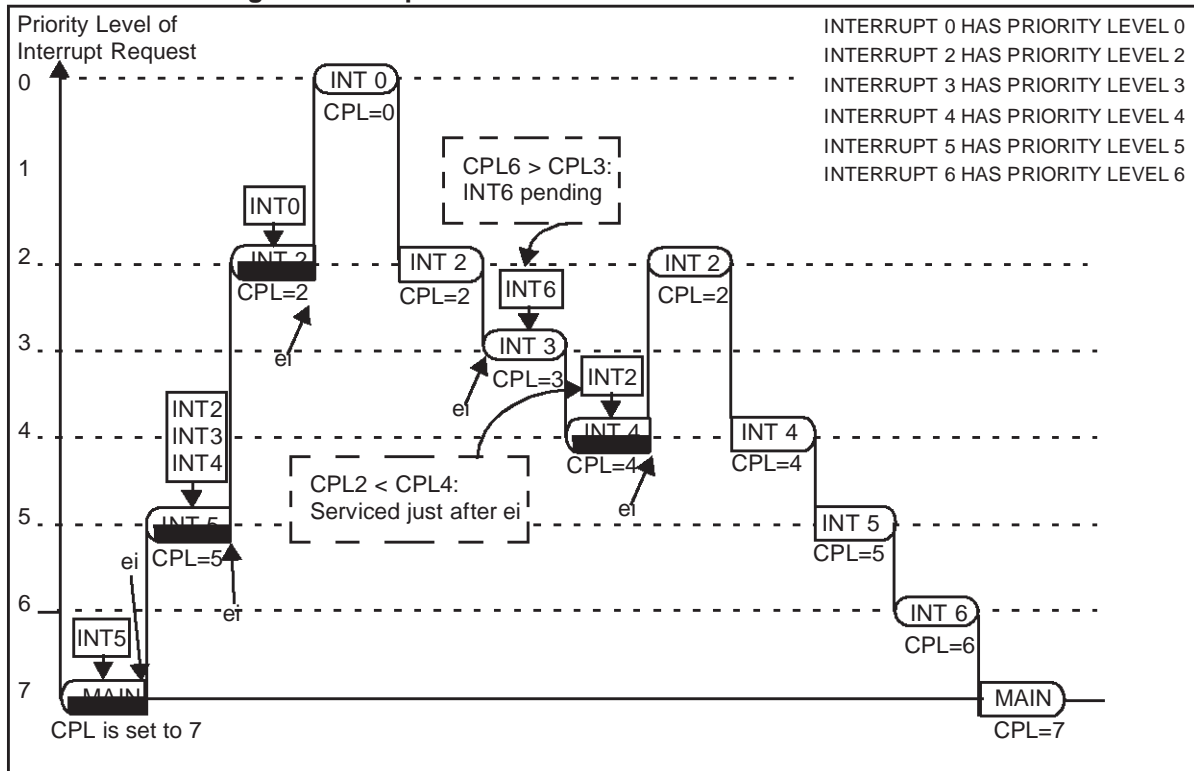 Priority Level of
Interrupt Request
INTERRUPT 0 HAS PRIORITY LEVEL 0
INTERRUPT 2 HAS PRIORITY LEVEL 2
INTERRUPT 3 HAS PRIORITY LEVEL 3
INTERRUPT 4 HAS PRIORITY LEVEL 4
INTERRUPT 5 HAS PRIORITY LEVEL 5
INTERRUPT 6 HAS PRIORITY LEVEL 6
0
INT 0
CPL=0
1
CPL6 > CPL3:
INT6 pending
INT0
2
INT 2
CPL=2
ei
INT 2
CPL=2
INT6
INT 2
CPL=2
3
INT 3
CPL=3
ei
INT2
INT2
INT3
INT4
4
INT 4
CPL=4
ei
INT 4
CPL=4
CPL2 < CPL4:
Serviced just after ei
5
INT 5
CPL=5
ei
ei
INT 5
CPL=5
6
INT5
INT 6
CPL=6
7
MAIN
CPL is set to 7
MAIN
CPL=7